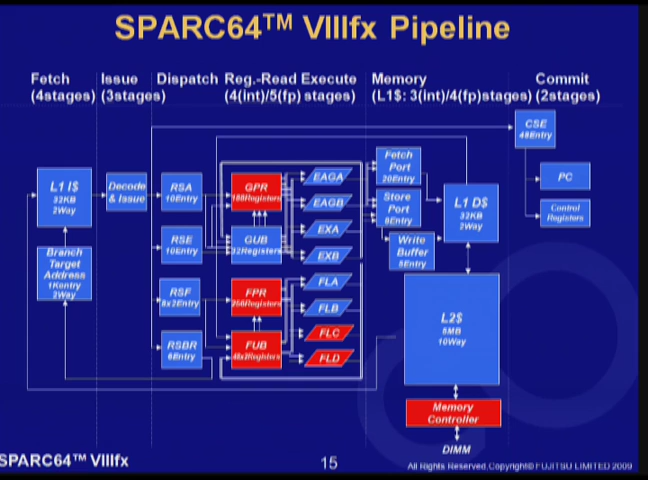 SPARC64™ VIIIfx Pipeline
Fetch
(4stages)
Issue
(3stages)
Dispatch
Reg.-Read Execute
(4(int)/5(fp) stages)
Memory
(L1$: 3(int)/4(fp)stages)
Commit
(2stages)
CSE
48Entry
PC
Control
Registers
L1 I$
32KB
2Way
Branch
Target
Address
1Kentry
2Way
Decode
& Issue
RSA
10Entry
RSE
10Entry
RSF
8x2Entry
RSBR
6Entry
GPR
188Registers
GUB
32Registers
FPR
256Registers
FUB
48x2Registers
EAGA
EAGB
EXA
EXB
FLA
FLB
FLC
FLD
Fetch
Port
20Entry
Store
Port
8Entry
Write
Buffer
5Entry
L1 D$
32KB
2Way
L2$
6MB
10Way
Memory
Controller
DIMM
SPARC64™ VIIIfx
15
All Rights Reserved,Copyright© FUJITSU LIMITED 2009